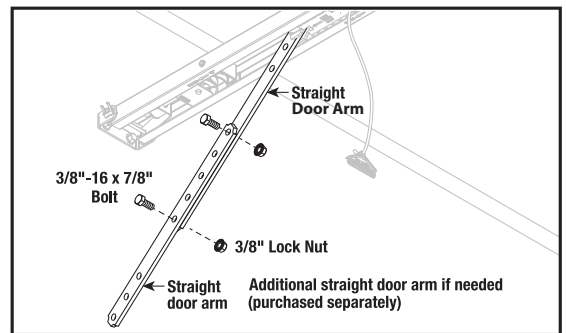 Straight
Door Arm
3/8"-16 x 7/8"
Bolt
3/8" Lock Nut
Straight
door arm
Additional straight door arm if needed
(purchased separately)